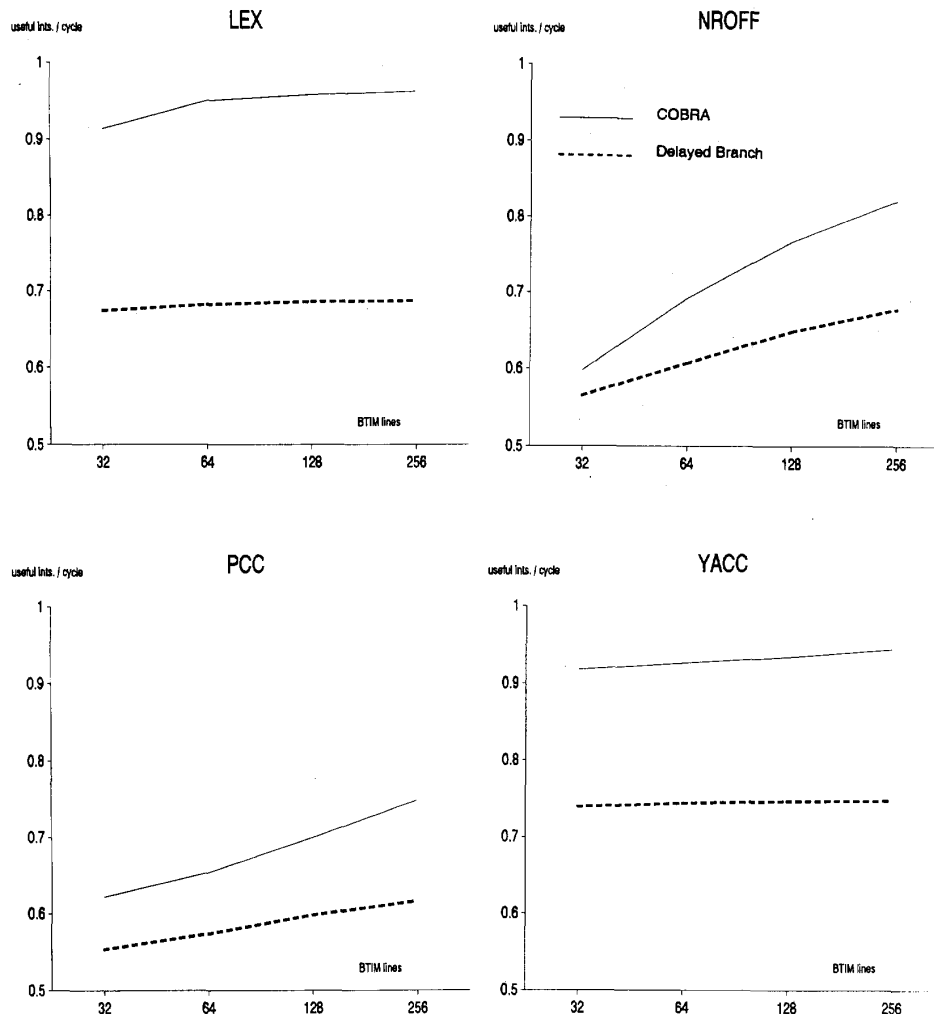 LEX
useful ints. / cycle
1
0.9
0.8
0.7
0.6
0.5
BTIM lines
32 64 128 256
NROFF
useful ints. / cycle
1
0.9
0.8
0.7
0.6
0.5
COBRA
Delayed Branch
BTIM lines
32 64 128 256
PCC
useful ints. / cycle
1
0.9
0.8
0.7
0.6
0.5
BTIM lines
32 64 128 256
YACC
useful ints. / cycle
1
0.9
0.8
0.7
0.6
0.5
BTIM lines
32 64 128 256